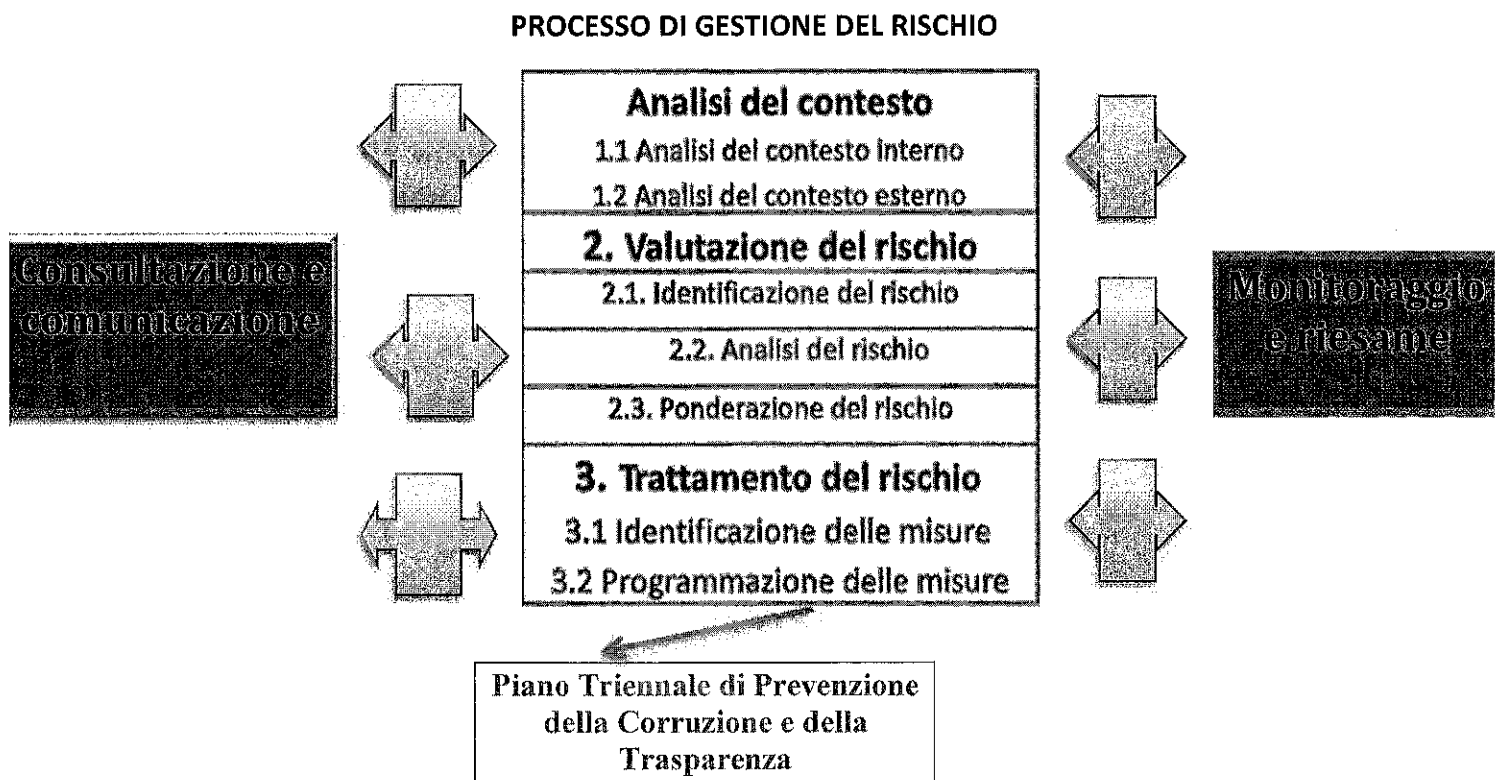 PROCESSO DI GESTIONE DEL RISCHIO
Analisi del contesto
1.1 Analisi del contesto interno
1.2 Analisi del contesto esterno
2. Valutazione del rischio
2.1. Identificazione del rischio
2.2. Analisi del rischio
2.3. Ponderazione del rischio
3. Trattamento del rischio
3.1 Identificazione delle misure
3.2 Programmazione delle misure
Consultazione e
comunicazione
Monitoraggio
e riesame
Piano Triennale di Prevenzione
della Corruzione e della
Trasparenza